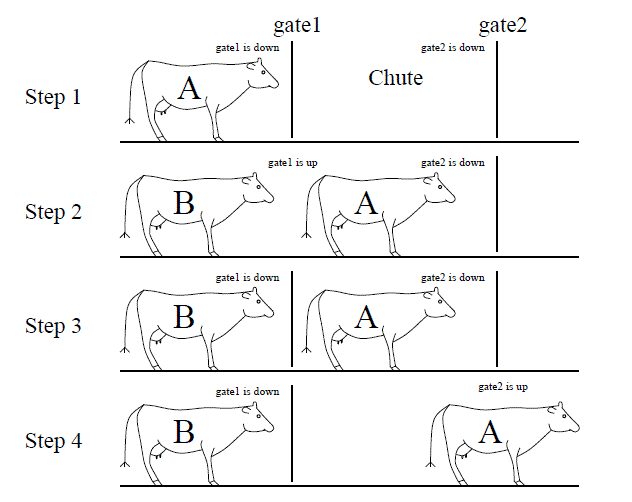 gate1 gate2
gate1 is down gate2 is down
Step 1 A Chute
gate1 is up gate2 is down
Step 2 B A
gate1 is down gate2 is down
Step 3 B A
gate1 is down gate2 is up
Step 4 B A